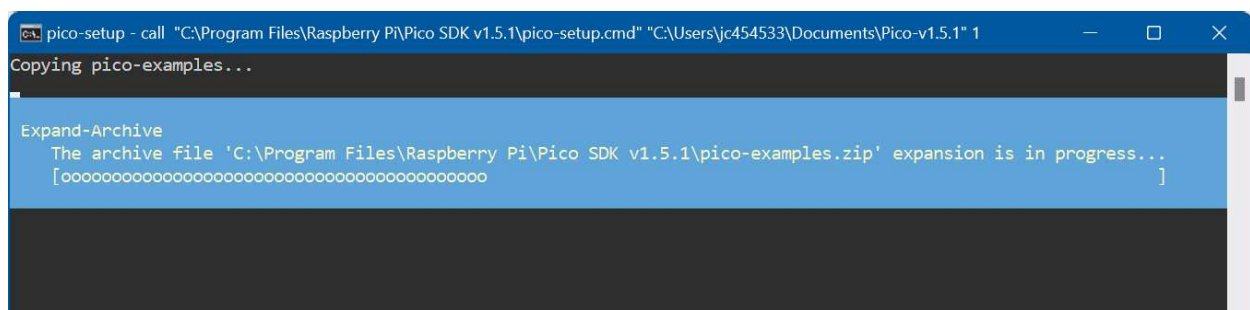 pico-setup - call "C:\Program Files\Raspberry Pi\Pico SDK v1.5.1\pico-setup.cmd" "C:\Users\jc454533\Documents\Pico-v1.5.1" 1
Copying pico-examples...
Expand-Archive
The archive file 'C:\Program Files\Raspberry Pi\Pico SDK v1.5.1\pico-examples.zip' expansion is in progress...
[oooooooooooooooooooooooooooooooooooooooooo ]